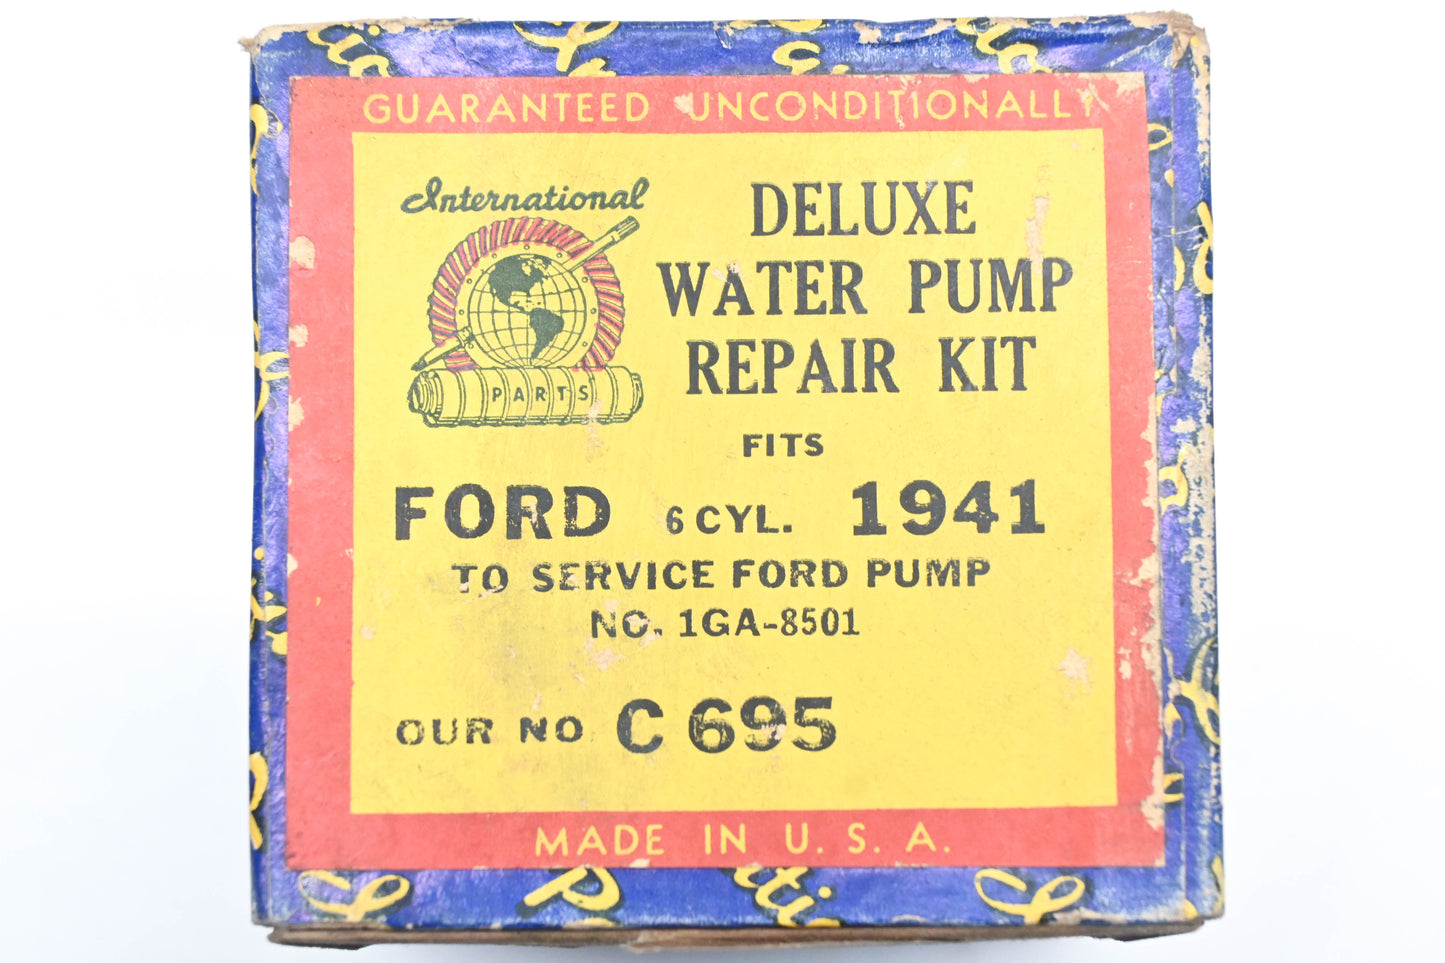 GUARANTEED UNCONDITIONALLY
International
PARTS
DELUXE
WATER PUMP
REPAIR KIT
FITS
FORD 6 CYL. 1941
TO SERVICE FORD PUMP
NO. 1GA-8501
OUR NO C 695
MADE IN U. S. A.